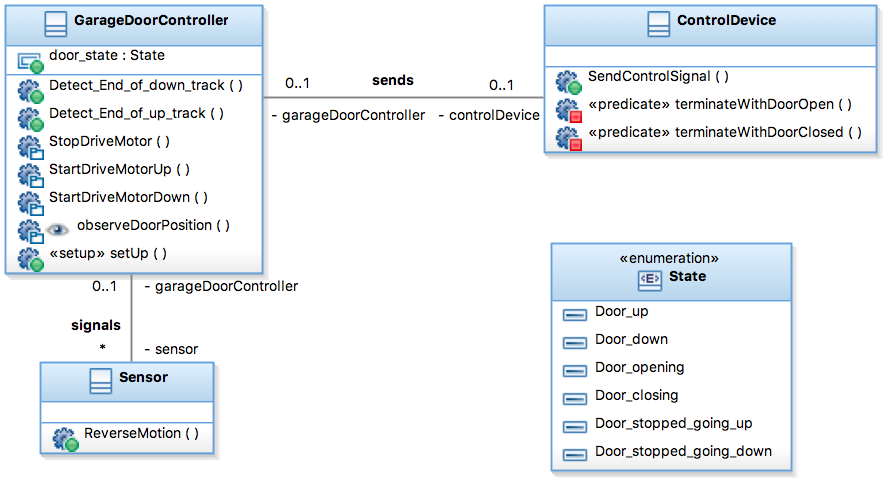 GarageDoorController
door_state : State
Detect_End_of_down_track ( )
Detect_End_of_up_track ( )
StopDriveMotor ( )
StartDriveMotorUp ( )
StartDriveMotorDown ( )
observeDoorPosition ( )
«setup» setUp ( )
0..1
sends
0..1
- garageDoorController
- controlDevice
ControlDevice
SendControlSignal ( )
«predicate» terminateWithDoorOpen ( )
«predicate» terminateWithDoorClosed ( )
0..1
- garageDoorController
signals
*
- sensor
Sensor
ReverseMotion ( )
«enumeration»
<E> State
Door_up
Door_down
Door_opening
Door_closing
Door_stopped_going_up
Door_stopped_going_down